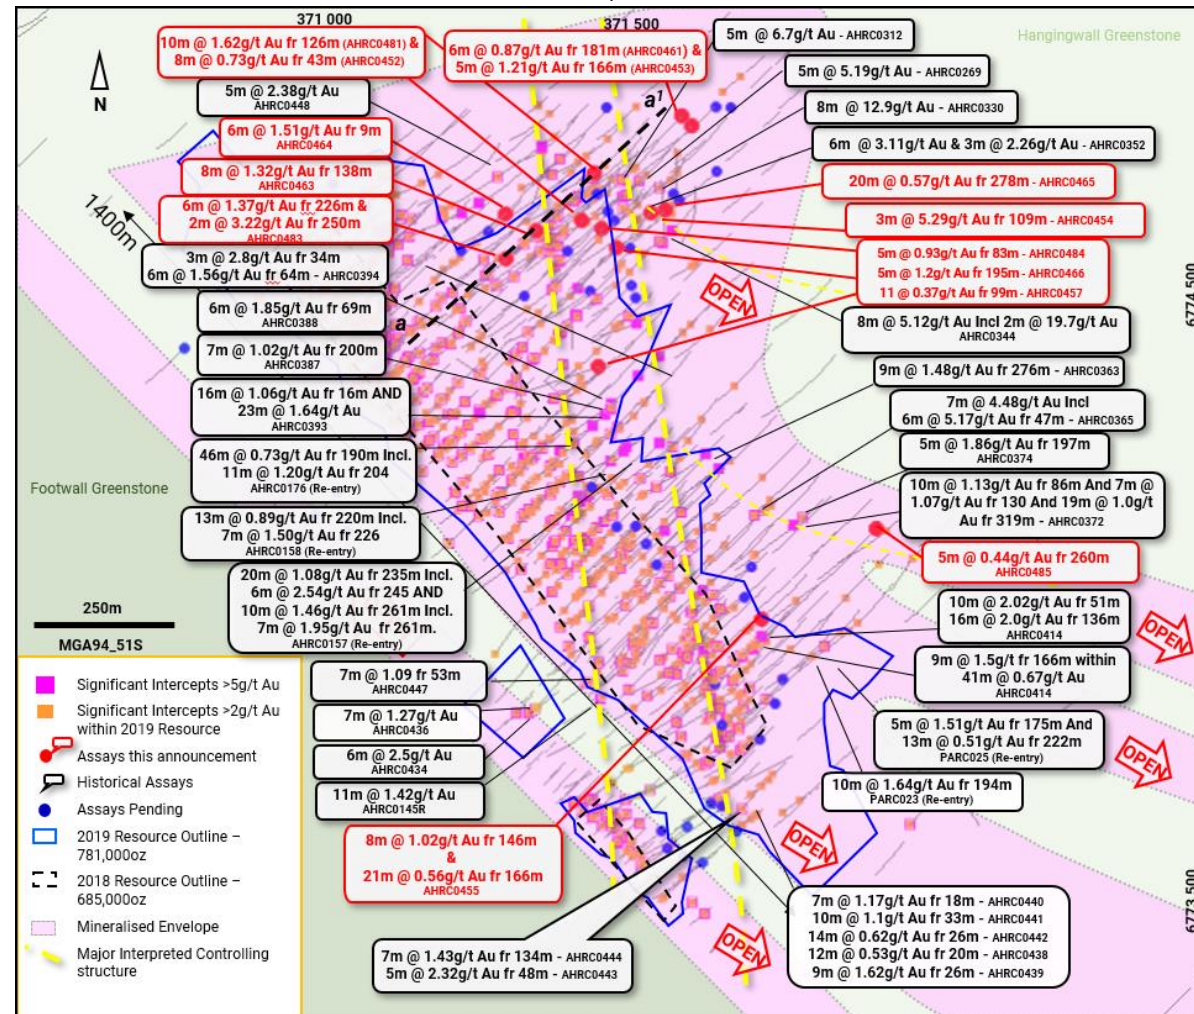 371 000
371 500
Hangingwall Greenstone
N
10m @ 1.62g/t Au fr 126m (AHRC0481) &
8m @ 0.73g/t Au fr 43m (AHRC0452)
6m @ 0.87g/t Au fr 181m (AHRC0461) &
5m @ 1.21g/t Au fr 166m (AHRC0453)
5m @ 6.7g/t Au - AHRC0312
5m @ 5.19g/t Au - AHRC0269
8m @ 12.9g/t Au - AHRC0330
6m @ 3.11g/t Au & 3m @ 2.26g/t Au - AHRC0352
5m @ 2.38g/t Au
AHRC0448
6m @ 1.51g/t Au fr 9m
AHRC0464
8m @ 1.32g/t Au fr 138m
AHRC0463
6m @ 1.37g/t Au fr 226m &
2m @ 3.22g/t Au fr 250m
AHRC0483
1400m
3m @ 2.8g/t Au fr 34m
6m @ 1.56g/t Au fr 64m - AHRC0394
6m @ 1.85g/t Au fr 69m
AHRC0388
7m @ 1.02g/t Au fr 200m
AHRC0387
16m @ 1.06g/t Au fr 16m AND
23m @ 1.64g/t Au
AHRC0393
46m @ 0.73g/t Au fr 190m Incl.
11m @ 1.20g/t Au fr 204
AHRC0176 (Re-entry)
13m @ 0.89g/t Au fr 220m Incl.
7m @ 1.50g/t Au fr 226
AHRC0158 (Re-entry)
20m @ 1.08g/t Au fr 235m Incl.
6m @ 2.54g/t Au fr 245 AND
10m @ 1.46g/t Au fr 261m Incl.
7m @ 1.95g/t Au fr 261m.
AHRC0157 (Re-entry)
a
a1
20m @ 0.57g/t Au fr 278m - AHRC0465
3m @ 5.29g/t Au fr 109m - AHRC0454
5m @ 0.93g/t Au fr 83m - AHRC0484
5m @ 1.2g/t Au fr 195m - AHRC0466
11 @ 0.37g/t Au fr 99m - AHRC0457
6774 500
OPEN
8m @ 5.12g/t Au Incl 2m @ 19.7g/t Au
AHRC0344
9m @ 1.48g/t Au fr 276m - AHRC0363
7m @ 4.48g/t Au Incl
6m @ 5.17g/t Au fr 47m - AHRC0365
5m @ 1.86g/t Au fr 197m
AHRC0374
10m @ 1.13g/t Au fr 86m And 7m @
1.07g/t Au fr 130 And 19m @ 1.0g/t
Au fr 319m - AHRC0372
5m @ 0.44g/t Au fr 260m
AHRC0485
10m @ 2.02g/t Au fr 51m
16m @ 2.0g/t Au fr 136m
AHRC0414
OPEN
9m @ 1.5g/t fr 166m within
41m @ 0.67g/t Au
AHRC0414
5m @ 1.51g/t Au fr 175m And
13m @ 0.51g/t Au fr 222m
PARC025 (Re-entry)
OPEN
10m @ 1.64g/t Au fr 194m
PARC023 (Re-entry)
OPEN
6773 500
Footwall Greenstone
250m
MGA94_51S
Significant Intercepts >5g/t Au
Significant Intercepts >2g/t Au
within 2019 Resource
Assays this announcement
Historical Assays
Assays Pending
2019 Resource Outline –
781,000oz
2018 Resource Outline –
685,000oz
Mineralised Envelope
Major Interpreted Controlling
structure
7m @ 1.09 fr 53m
AHRC0447
7m @ 1.27g/t Au
AHRC0436
6m @ 2.5g/t Au
AHRC0434
11m @ 1.42g/t Au
AHRC0145R
8m @ 1.02g/t Au fr 146m
&
21m @ 0.56g/t Au fr 166m
AHRC0455
7m @ 1.43g/t Au fr 134m - AHRC0444
5m @ 2.32g/t Au fr 48m - AHRC0443
OPEN
7m @ 1.17g/t Au fr 18m - AHRC0440
10m @ 1.1g/t Au fr 33m - AHRC0441
14m @ 0.62g/t Au fr 26m - AHRC0442
12m @ 0.53g/t Au fr 20m - AHRC0438
9m @ 1.62g/t Au fr 26m - AHRC0439